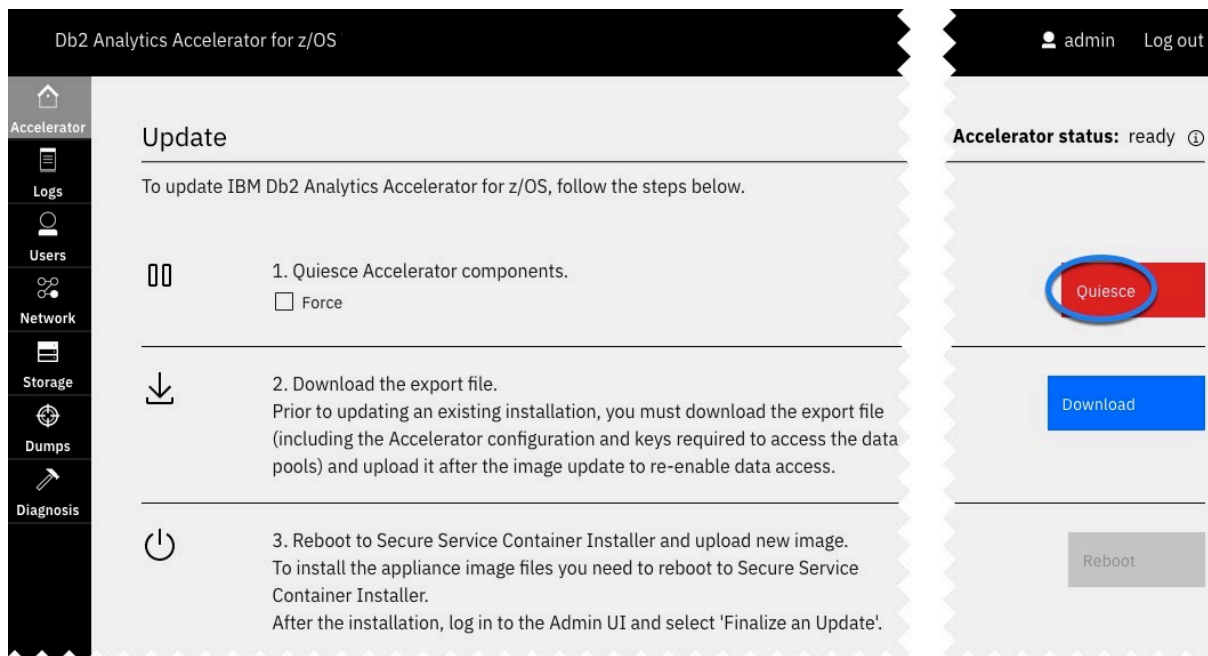 Db2 Analytics Accelerator for z/OS
admin Log out
Accelerator
Logs
Users
Network
Storage
Dumps
Diagnosis
Update
Accelerator status: ready
To update IBM Db2 Analytics Accelerator for z/OS, follow the steps below.
1. Quiesce Accelerator components.
Force
Quiesce
2. Download the export file.
Prior to updating an existing installation, you must download the export file
(including the Accelerator configuration and keys required to access the data
pools) and upload it after the image update to re-enable data access.
Download
3. Reboot to Secure Service Container Installer and upload new image.
To install the appliance image files you need to reboot to Secure Service
Container Installer.
After the installation, log in to the Admin UI and select 'Finalize an Update'.
Reboot